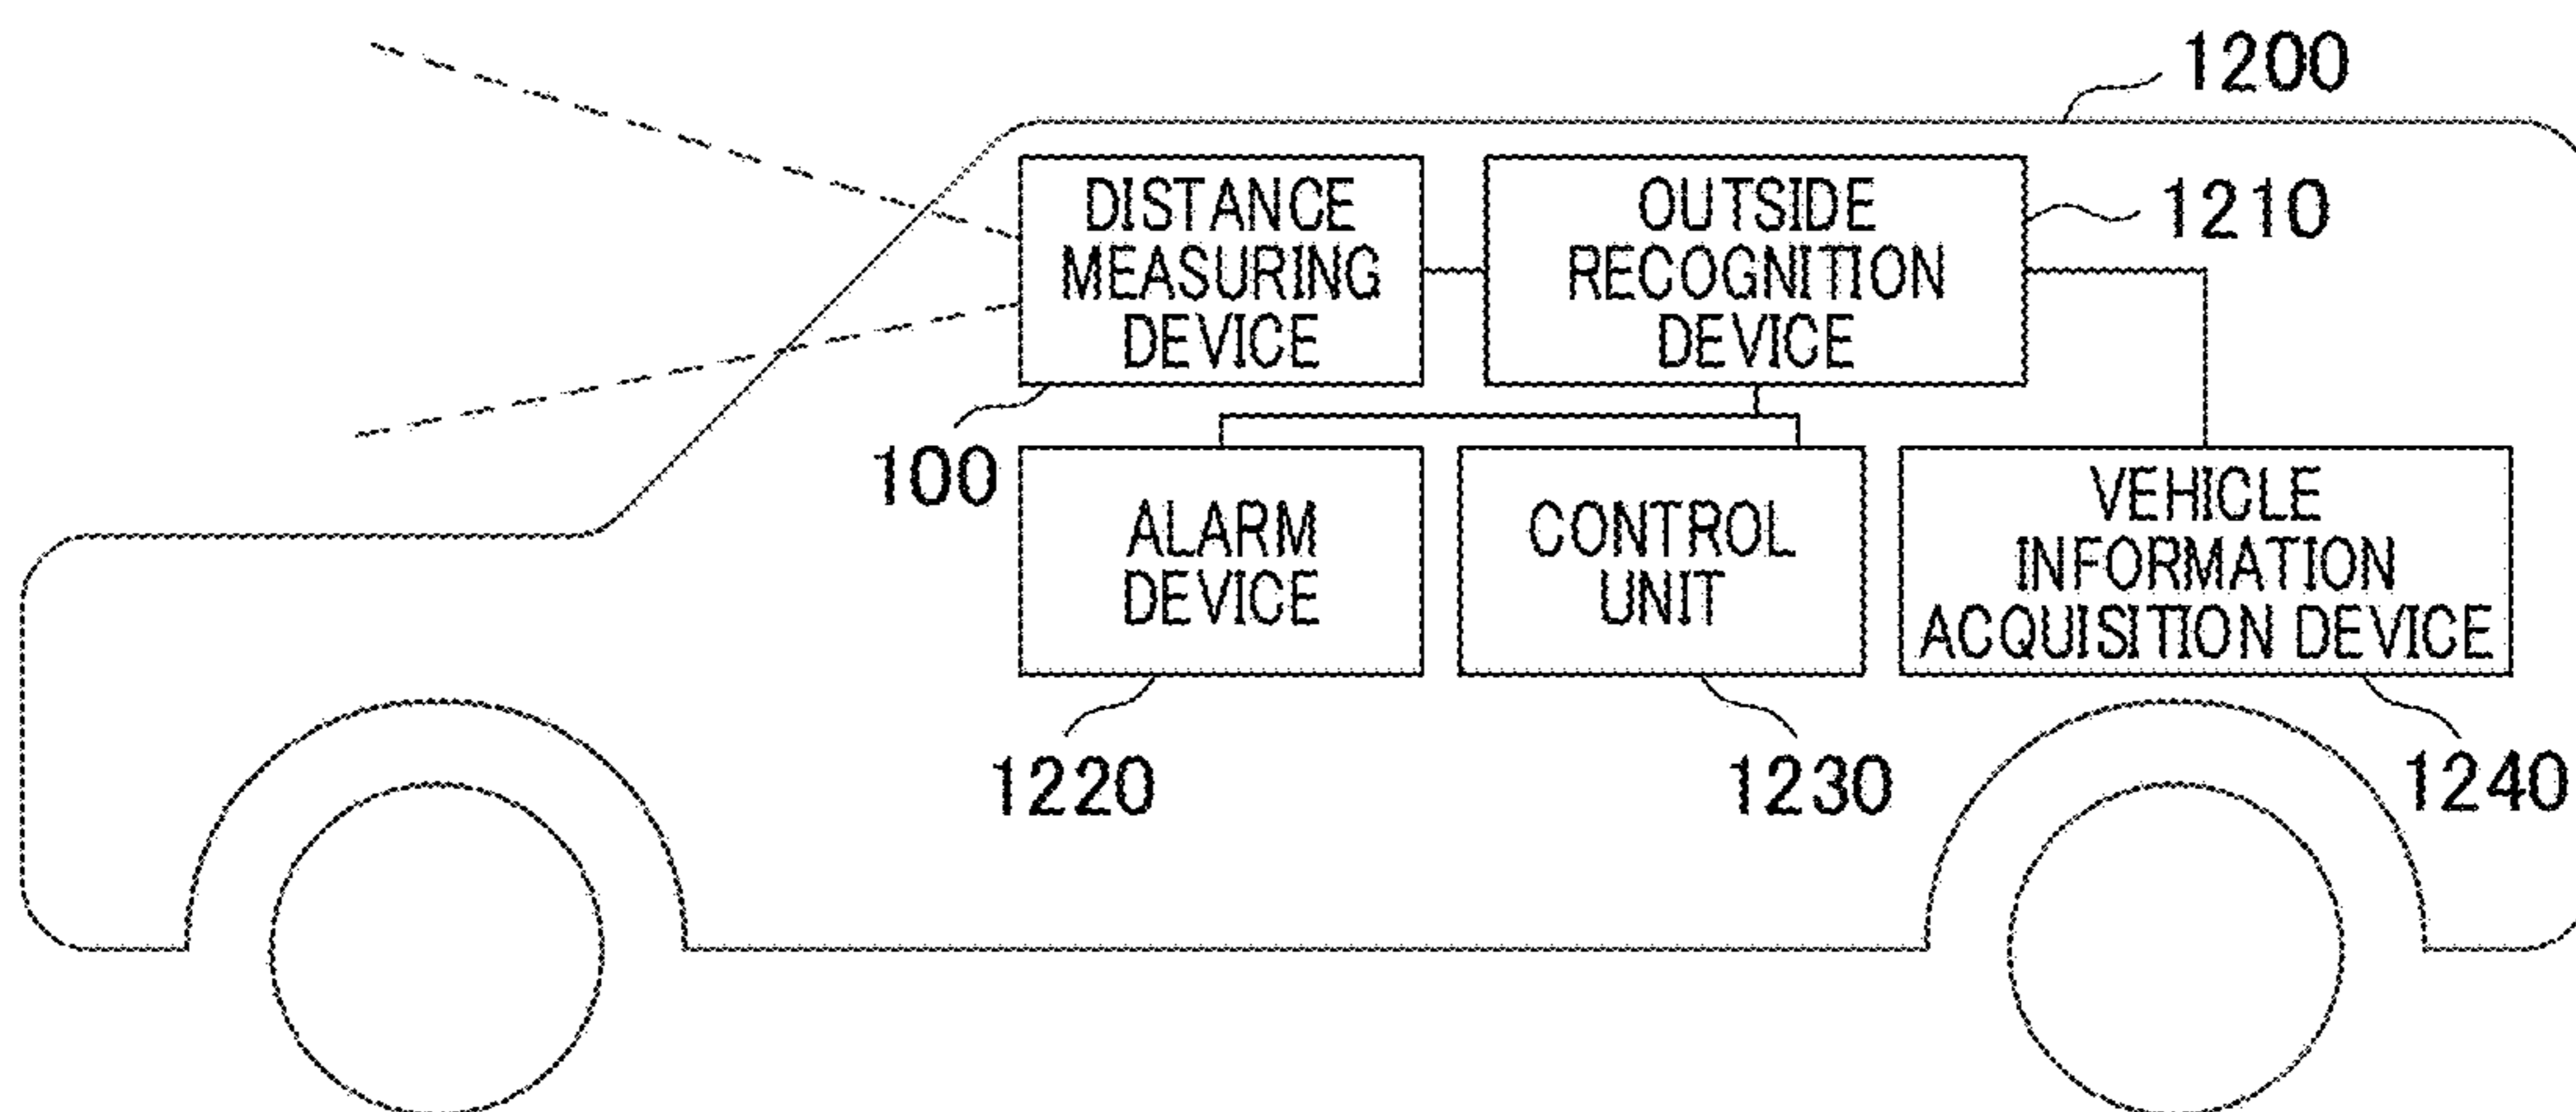 1200
DISTANCE
MEASURING
DEVICE
OUTSIDE
RECOGNITION
DEVICE
1210
100
ALARM
DEVICE
CONTROL
UNIT
VEHICLE
INFORMATION
ACQUISITION DEVICE
1220
1230
1240